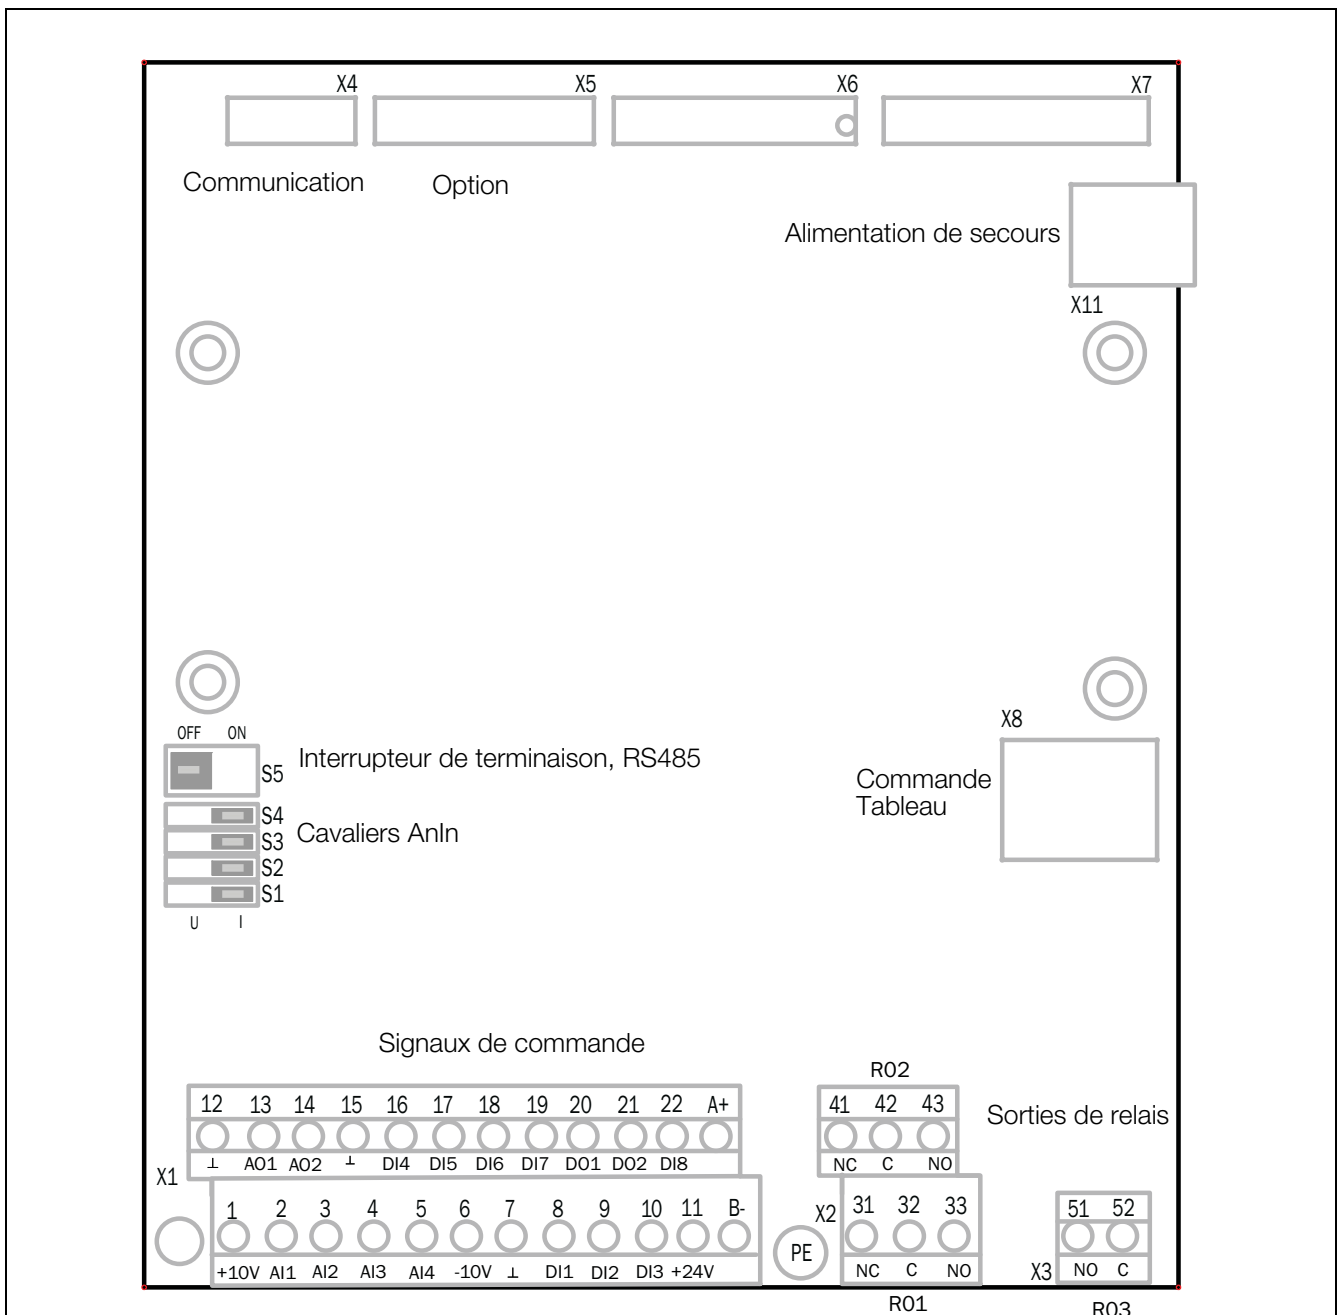 X4 X5 X6 X7
Communication Option
Alimentation de secours
X11
OFF ON
X8
S5 Interrupteur de terminaison, RS485
Commande
Tableau
S4
S3 Cavaliers AnIn
S2
S1
U I
Signaux de commande
RO2
12 13 14 15 16 17 18 19 20 21 22 A+
41 42 43
Sorties de relais
⊥ AO1 AO2 ⊥ DI4 DI5 DI6 DI7 DO1 DO2 DI8
NC C NO
X1
1 2 3 4 5 6 7 8 9 10 11 B-
X2 31 32 33
51 52
PE
+10V AI1 AI2 AI3 AI4 -10V ⊥ DI1 DI2 DI3 +24V
NC C NO
X3 NO C
RO1
RO3